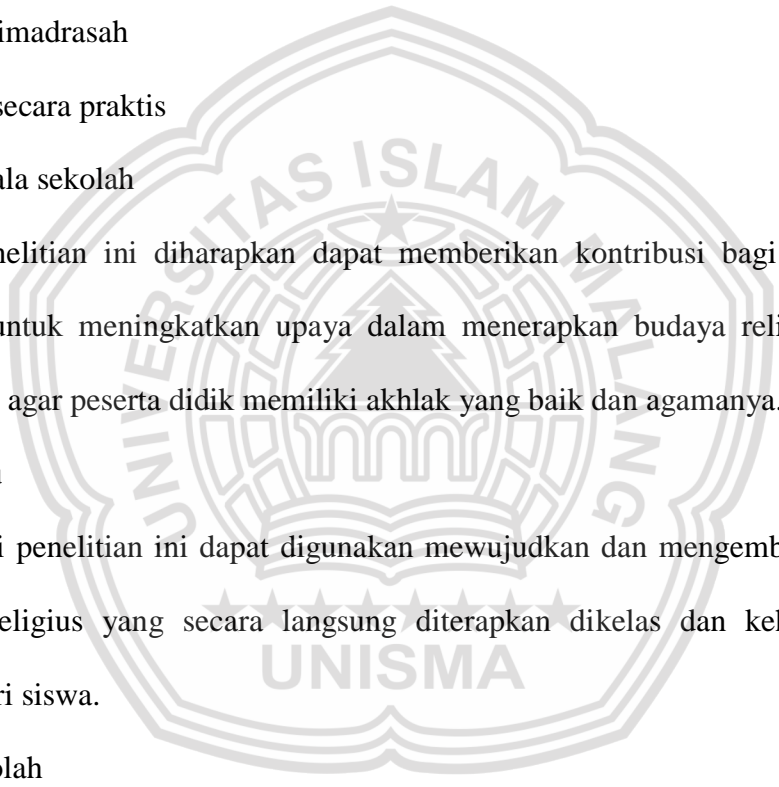 imadrasah
secara praktis
ala sekolah
nelitian ini diharapkan dapat memberikan kontribusi bagi
untuk meningkatkan upaya dalam menerapkan budaya reli
agar peserta didik memiliki akhlak yang baik dan agamanya.
i penelitian ini dapat digunakan mewujudkan dan mengemb
eligius yang secara langsung diterapkan dikelas dan kel
ri siswa.
olah
UNIVERSITAS ISLAM MALANG
UNISMA